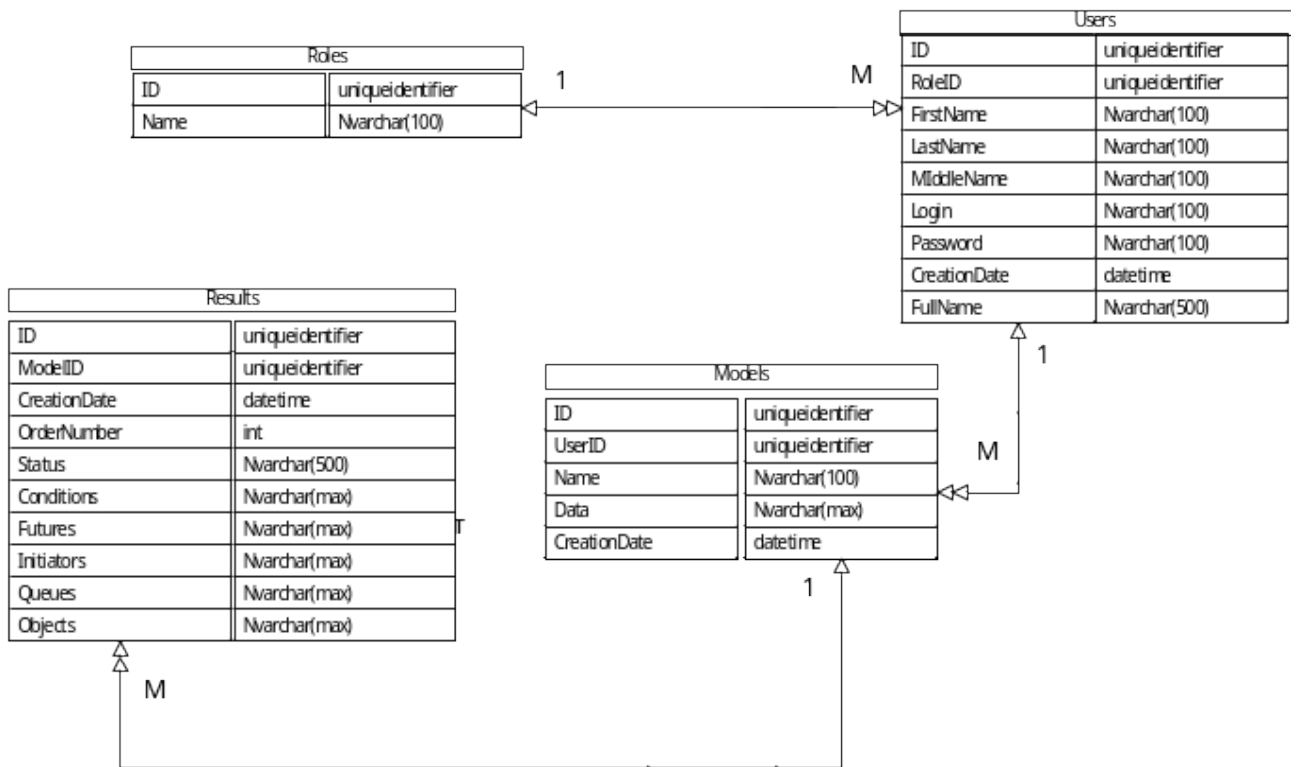 Users
ID uniqueidentifier
RoleID uniqueidentifier
FirstName Nvarchar(100)
LastName Nvarchar(100)
MIddleName Nvarchar(100)
Login Nvarchar(100)
Password Nvarchar(100)
CreationDate datetime
FullName Nvarchar(500)
Roles
ID uniqueidentifier
Name Nvarchar(100)
1
M
Results
ID uniqueidentifier
ModelID uniqueidentifier
CreationDate datetime
OrderNumber int
Status Nvarchar(500)
Conditions Nvarchar(max)
Futures Nvarchar(max)
Initiators Nvarchar(max)
Queues Nvarchar(max)
Objects Nvarchar(max)
T
Models
ID uniqueidentifier
UserID uniqueidentifier
Name Nvarchar(100)
Data Nvarchar(max)
CreationDate datetime
1
M
1
M